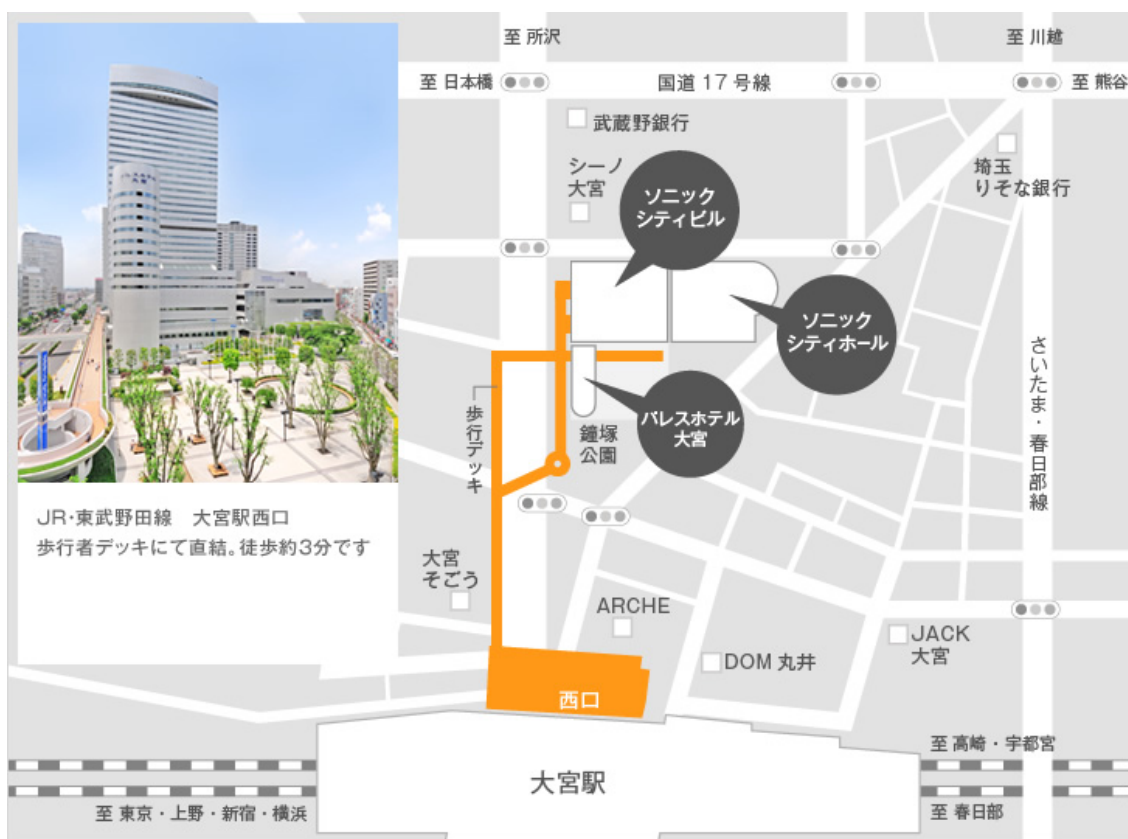 至 所沢
至 川越
至 日本橋
国道17号線
至 熊谷
武蔵野銀行
シーノ
大宮
ソニック
シティビル
埼玉
りそな銀行
ソニック
シティホール
パレスホテル
大宮
歩行デッキ
鐘塚
公園
さいたま・春日部線
JR・東武野田線　大宮駅西口
歩行者デッキにて直結。徒歩約3分です
大宮
そごう
ARCHE
DOM 丸井
JACK
大宮
西口
大宮駅
至 高崎・宇都宮
至 東京・上野・新宿・横浜
至 春日部